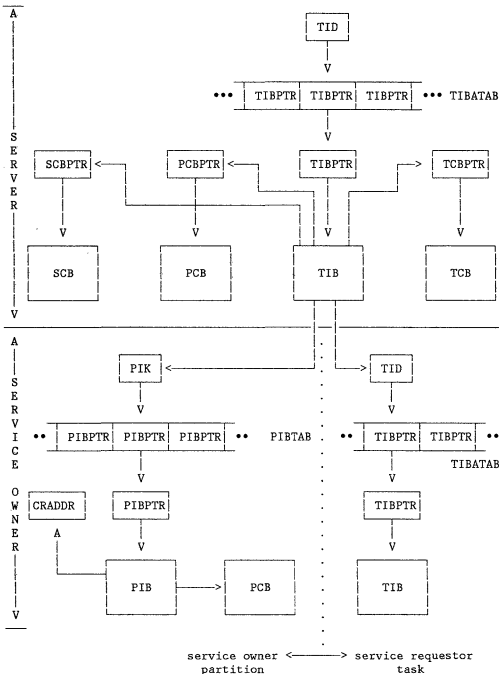 A SERVER
TID
V
••• TIBPTR TIBPTR TIBPTR ••• TIBATAB
V
SCBPTR < PCBPTR < TIBPTR > TCBPTR
V V V V
SCB PCB TIB TCB
V
A SERVICE OWNER
PIK < > TID
V V
•• PIBPTR PIBPTR PIBPTR •• PIBTAB •• TIBPTR TIBPTR ••
TIBATAB
V V
CRADDR PIBPTR TIBPTR
A V V
PIB > PCB TIB
V
service owner <———> service requestor
partition task